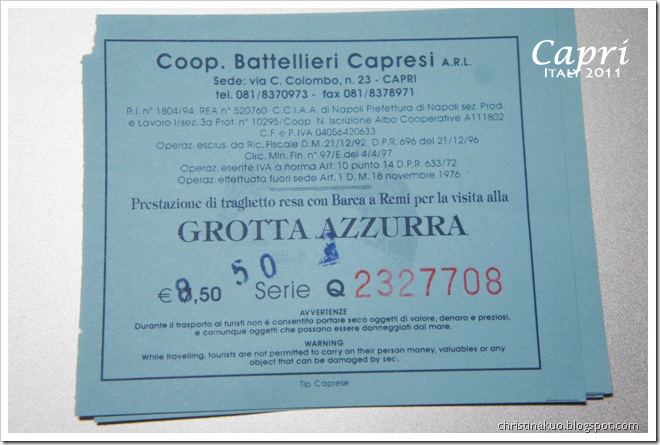 Coop. Battellieri Capresi A.R.L.
Sede: via C. Colombo, n. 23 - CAPRI
tel. 081/8370973 - fax 081/8378971
R.I. n° 1804/94 REA n° 520760 C.C.I.A.A. di Napoli Prefettura di Napoli sez. Prod.
e Lavoro I/sez. 3a Prot. n° 10295/Coop N. Iscrizione Albo Cooperative A111802
C.F. e P.IVA 04056420633
Operaz. esclus. da Ric. Fiscale D.M. 21/12/92 D.P.R. 696 del 21/12/96
Circ. Min. Fin. n° 97/E del 4/4/97
Operaz. esente IVA a norma Art. 10 punto 14 D.P.R. 633/72
Operaz. effettuata fuori sede Art. 1 D.M. 18 novembre 1976
Prestazione di traghetto resa con Barca a Remi per la visita alla
GROTTA AZZURRA
8 50
€ ,50 Serie Q 2327708
AVVERTENZE
Durante il trasporto ai turisti non è consentito portare seco oggetti di valore, denaro e preziosi,
e comunque oggetti che possano essere danneggiati dal mare.
WARNING
While travelling, tourists are not permitted to carry on their person money, valuables or any
object that can be damaged by sec.
Tip. Caprese
Capri
ITALY 2011
christinakuo.blogspot.com